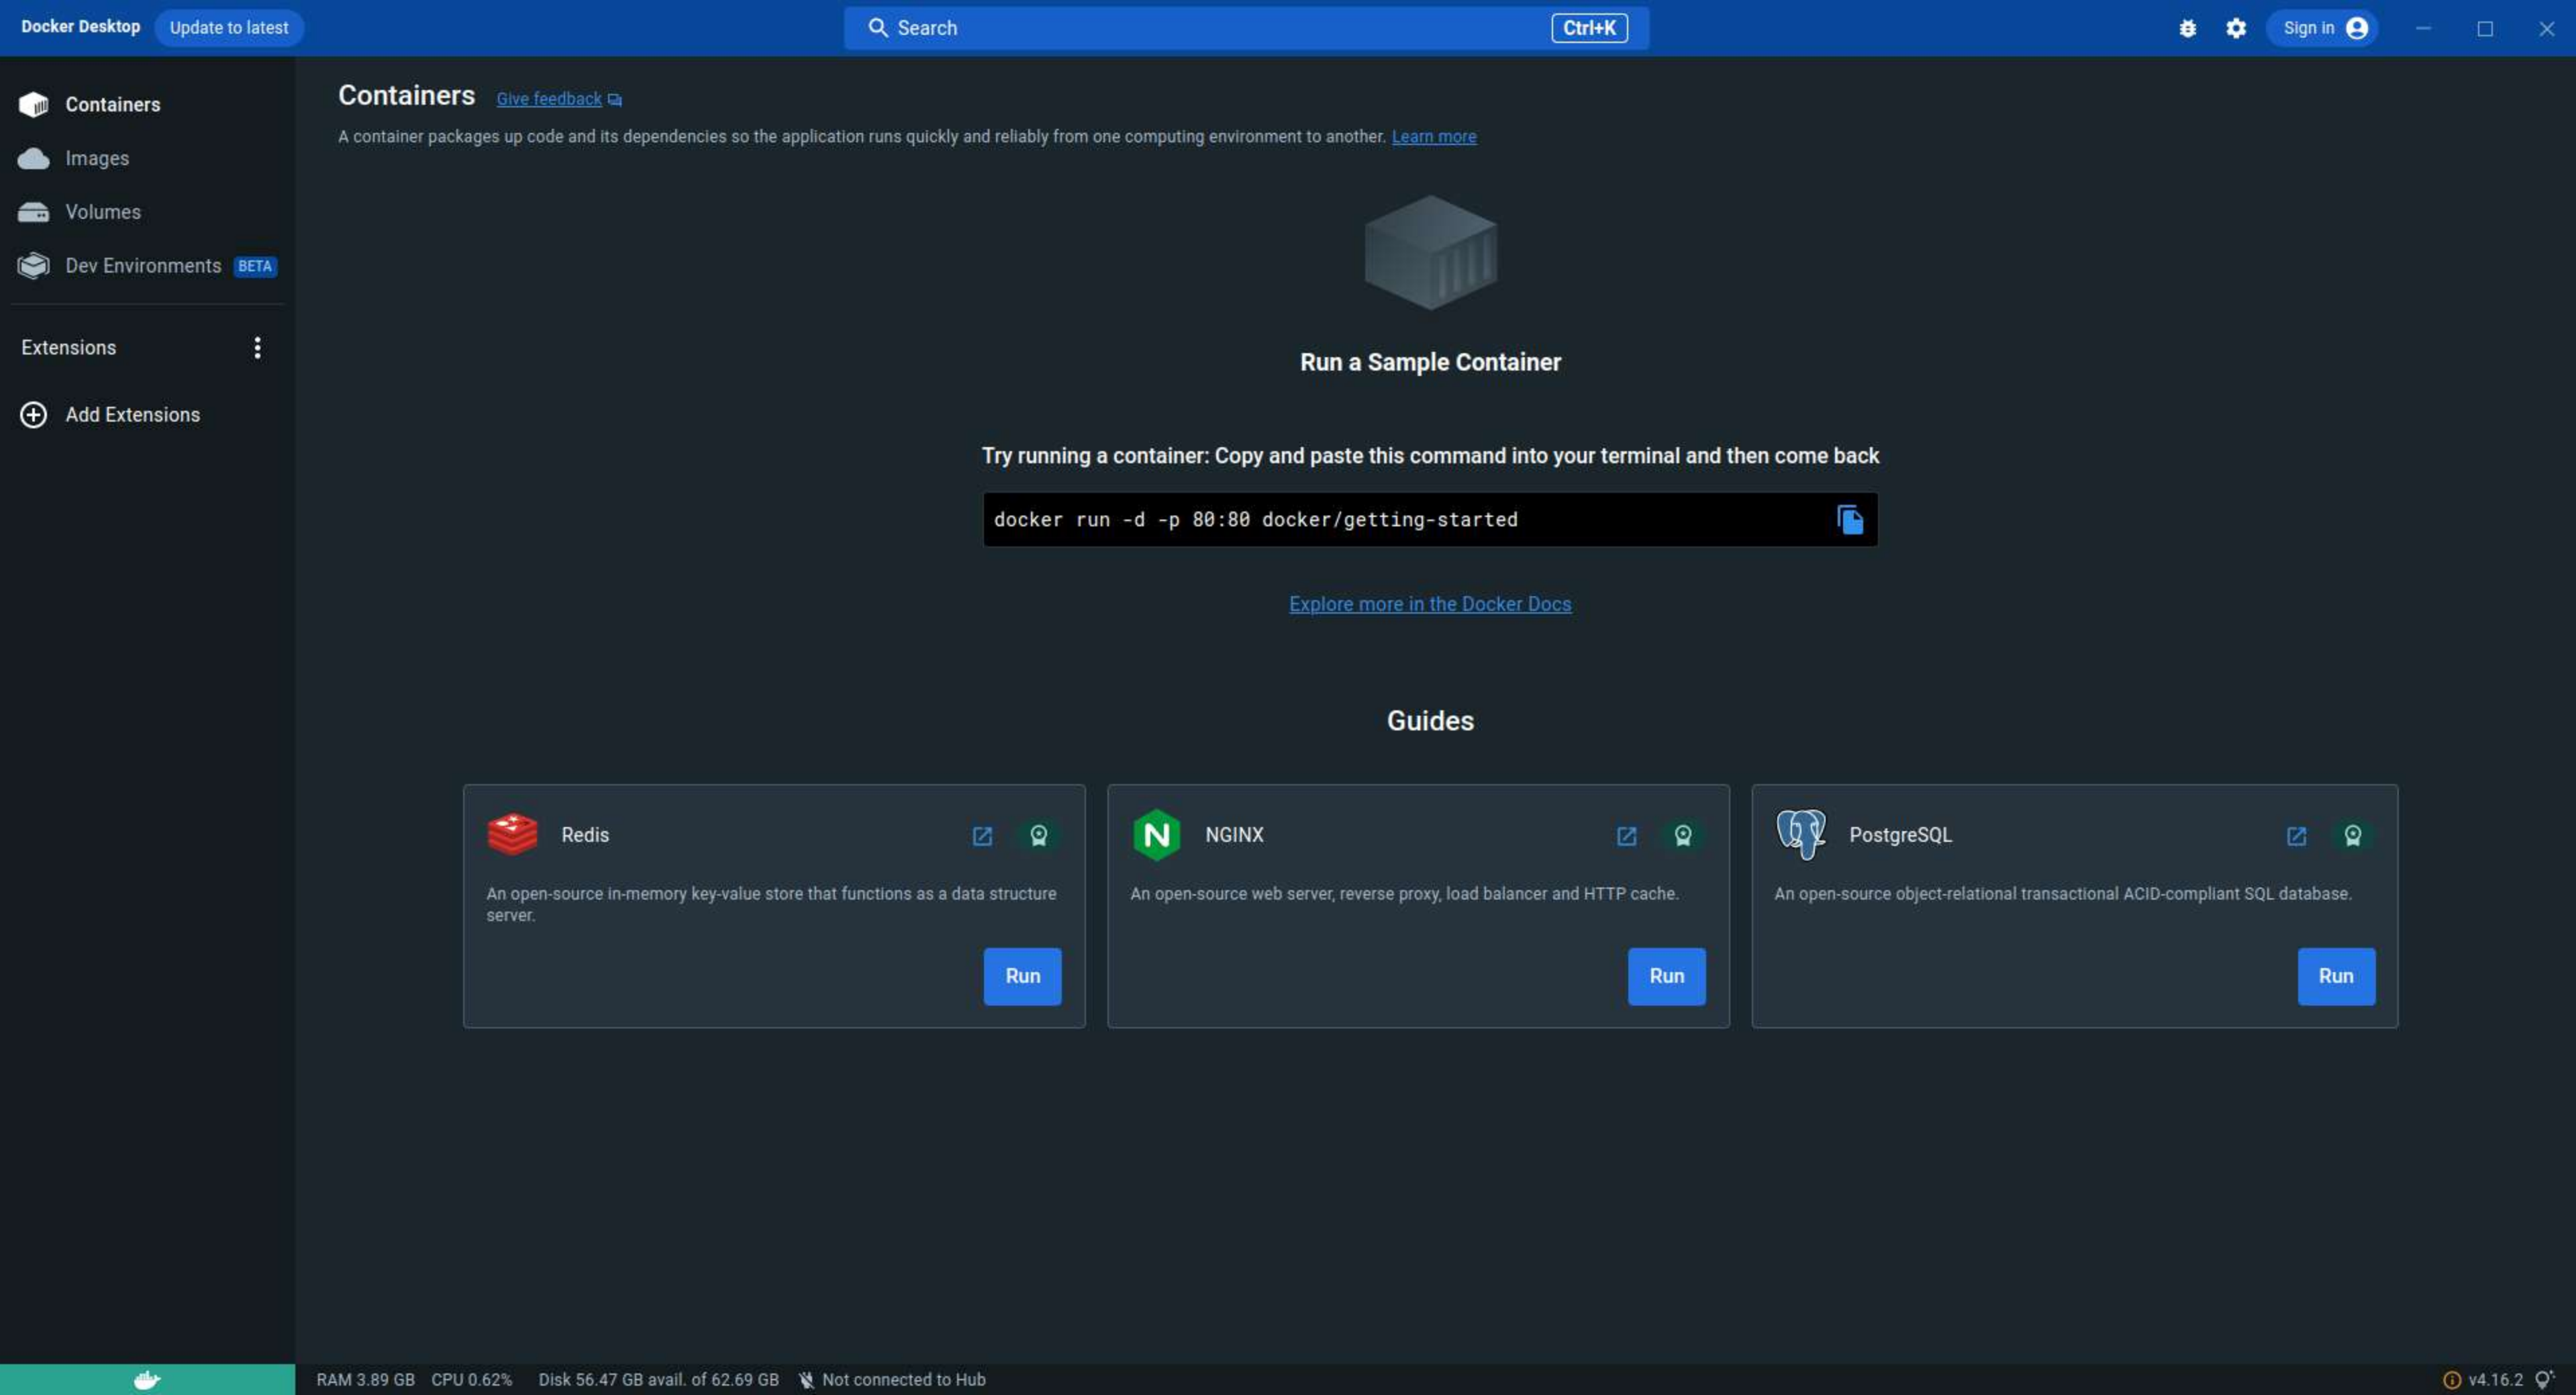 Docker Desktop Update to latest Search Ctrl+K Sign in
Containers
Images
Volumes
Dev Environments BETA
Extensions
Add Extensions
Containers Give feedback
A container packages up code and its dependencies so the application runs quickly and reliably from one computing environment to another. Learn more
Run a Sample Container
Try running a container: Copy and paste this command into your terminal and then come back
docker run -d -p 80:80 docker/getting-started
Explore more in the Docker Docs
Guides
Redis
An open-source in-memory key-value store that functions as a data structure
server.
Run
N NGINX
An open-source web server, reverse proxy, load balancer and HTTP cache.
Run
PostgreSQL
An open-source object-relational transactional ACID-compliant SQL database.
Run
RAM 3.89 GB CPU 0.62% Disk 56.47 GB avail. of 62.69 GB Not connected to Hub v4.16.2